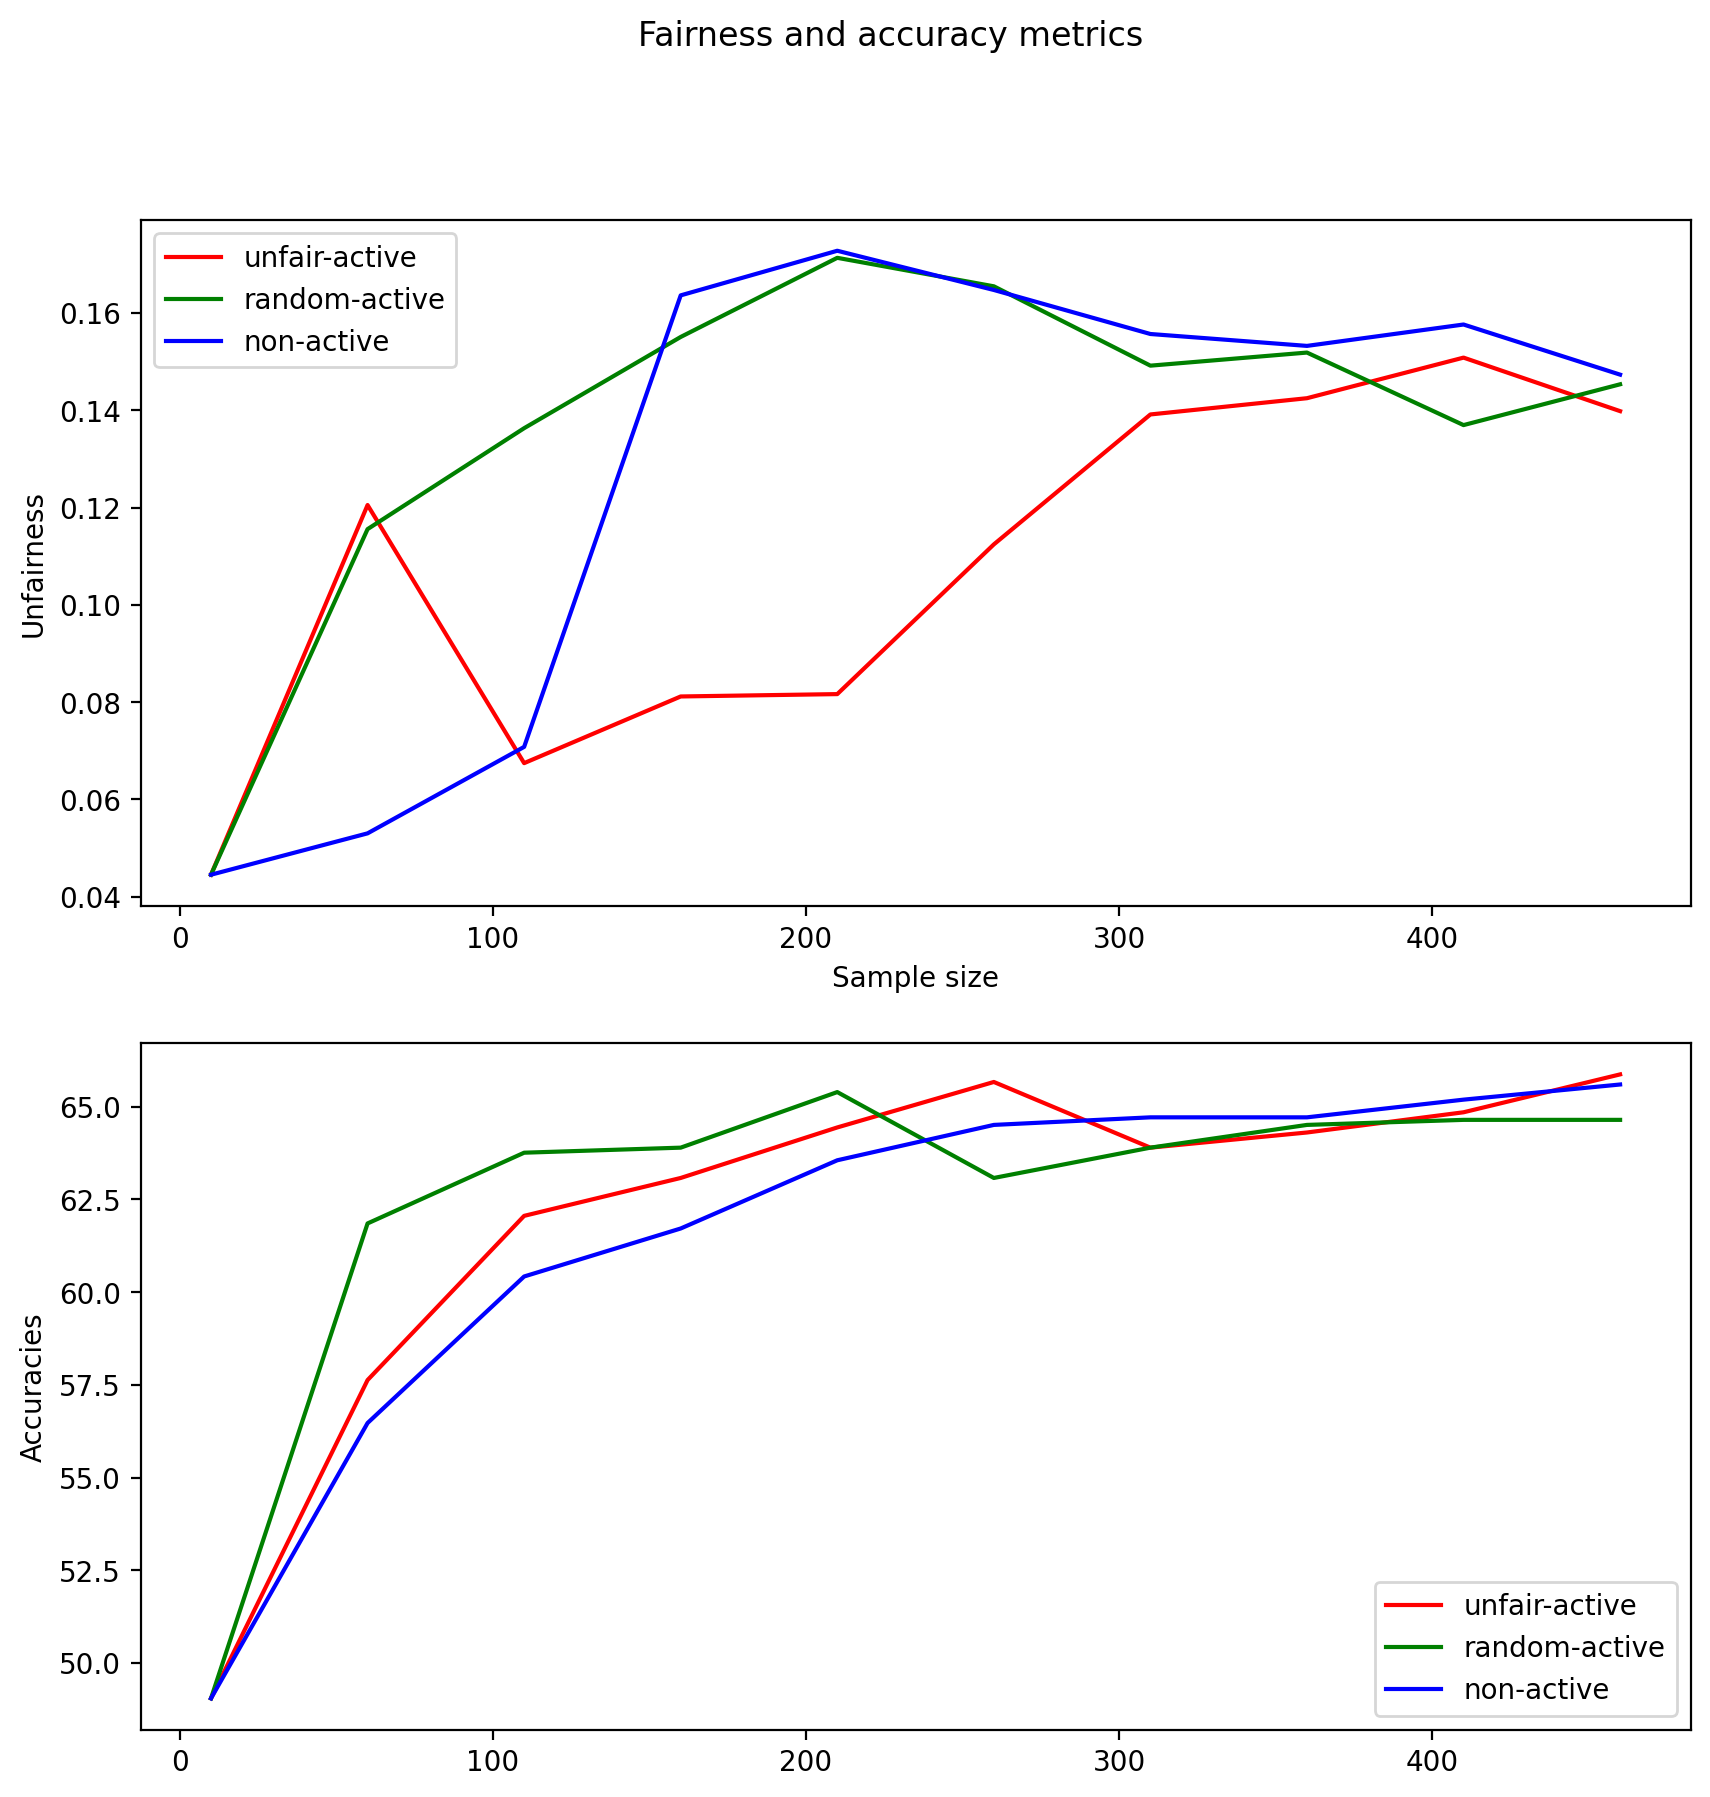 Fairness and accuracy metrics
unfair-active
random-active
non-active
0.16
0.14
0.12
0.10
0.08
0.06
0.04
Unfairness
0 100 200 300 400
Sample size
65.0
62.5
60.0
57.5
55.0
52.5
50.0
Accuracies
unfair-active
random-active
non-active
0 100 200 300 400